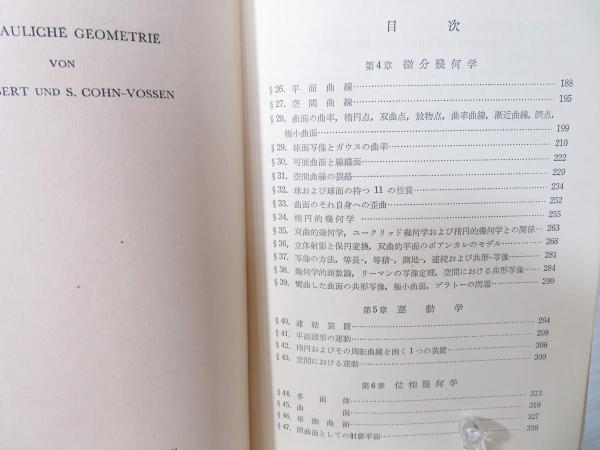 AULICHE GEOMETRIE
VON
BERT UND S. COHN-VOSSEN
目 次
第4章 微分幾何学
§26. 平面曲線 188
§27. 空間曲線 195
§28. 曲面の曲率, 楕円点, 双曲点, 放物点, 曲率曲線, 漸近曲線, 臍点,
極小曲面 199
§29. 球面写像とガウスの曲率 210
§30. 可展曲面と線織面 222
§31. 空間曲線の捩絡 229
§32. 球および球面の持つ 11 の性質 234
§33. 曲面のそれ自身への歪曲 252
§34. 楕円的幾何学 255
§35. 双曲的幾何学, ユークリッド幾何学および楕円的幾何学との関係 263
§36. 立体射影と保円変換, 双曲的平面のポアンカレのモデル 268
§37. 写像の方法, 等長-, 等積-, 測地-, 連続および共形-写像 281
§38. 幾何学的函数論, リーマンの写像定理, 空間における共形写像 284
§39. 彎曲した曲面の共形写像, 極小曲面, プラトーの問題 290
第5章 運動学
§40. 連結装置 294
§41. 平面図形の運動 298
§42. 楕円およびその周転曲線を画く1つの装置 306
§43. 空間における運動 309
第6章 位相幾何学
§44. 多面体 313
§45. 曲面 319
§46. 単側曲面 327
§47. 閉曲面としての射影平面 339